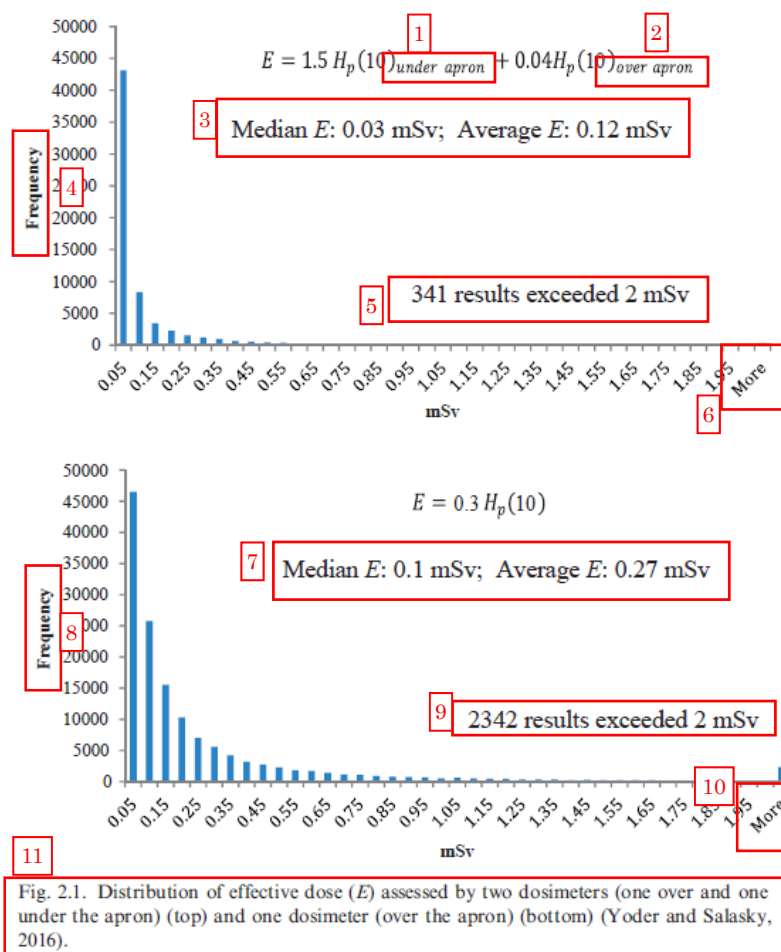 50000
45000
40000
35000
30000
25000
20000
15000
10000
5000
0
Frequency
1
2
E = 1.5 H_p(10)_under apron + 0.04H_p(10)_over apron
3
Median E: 0.03 mSv; Average E: 0.12 mSv
4
5
341 results exceeded 2 mSv
0.05 0.15 0.25 0.35 0.45 0.55 0.65 0.75 0.85 0.95 1.05 1.15 1.25 1.35 1.45 1.55 1.65 1.75 1.85 1.95 More
6
mSv
50000
45000
40000
35000
30000
25000
20000
15000
10000
5000
0
Frequency
E = 0.3 H_p(10)
7
Median E: 0.1 mSv; Average E: 0.27 mSv
8
9
2342 results exceeded 2 mSv
10
0.05 0.15 0.25 0.35 0.45 0.55 0.65 0.75 0.85 0.95 1.05 1.15 1.25 1.35 1.45 1.55 1.65 1.75 1.85 1.95 More
mSv
11
Fig. 2.1. Distribution of effective dose (E) assessed by two dosimeters (one over and one
under the apron) (top) and one dosimeter (over the apron) (bottom) (Yoder and Salasky,
2016).